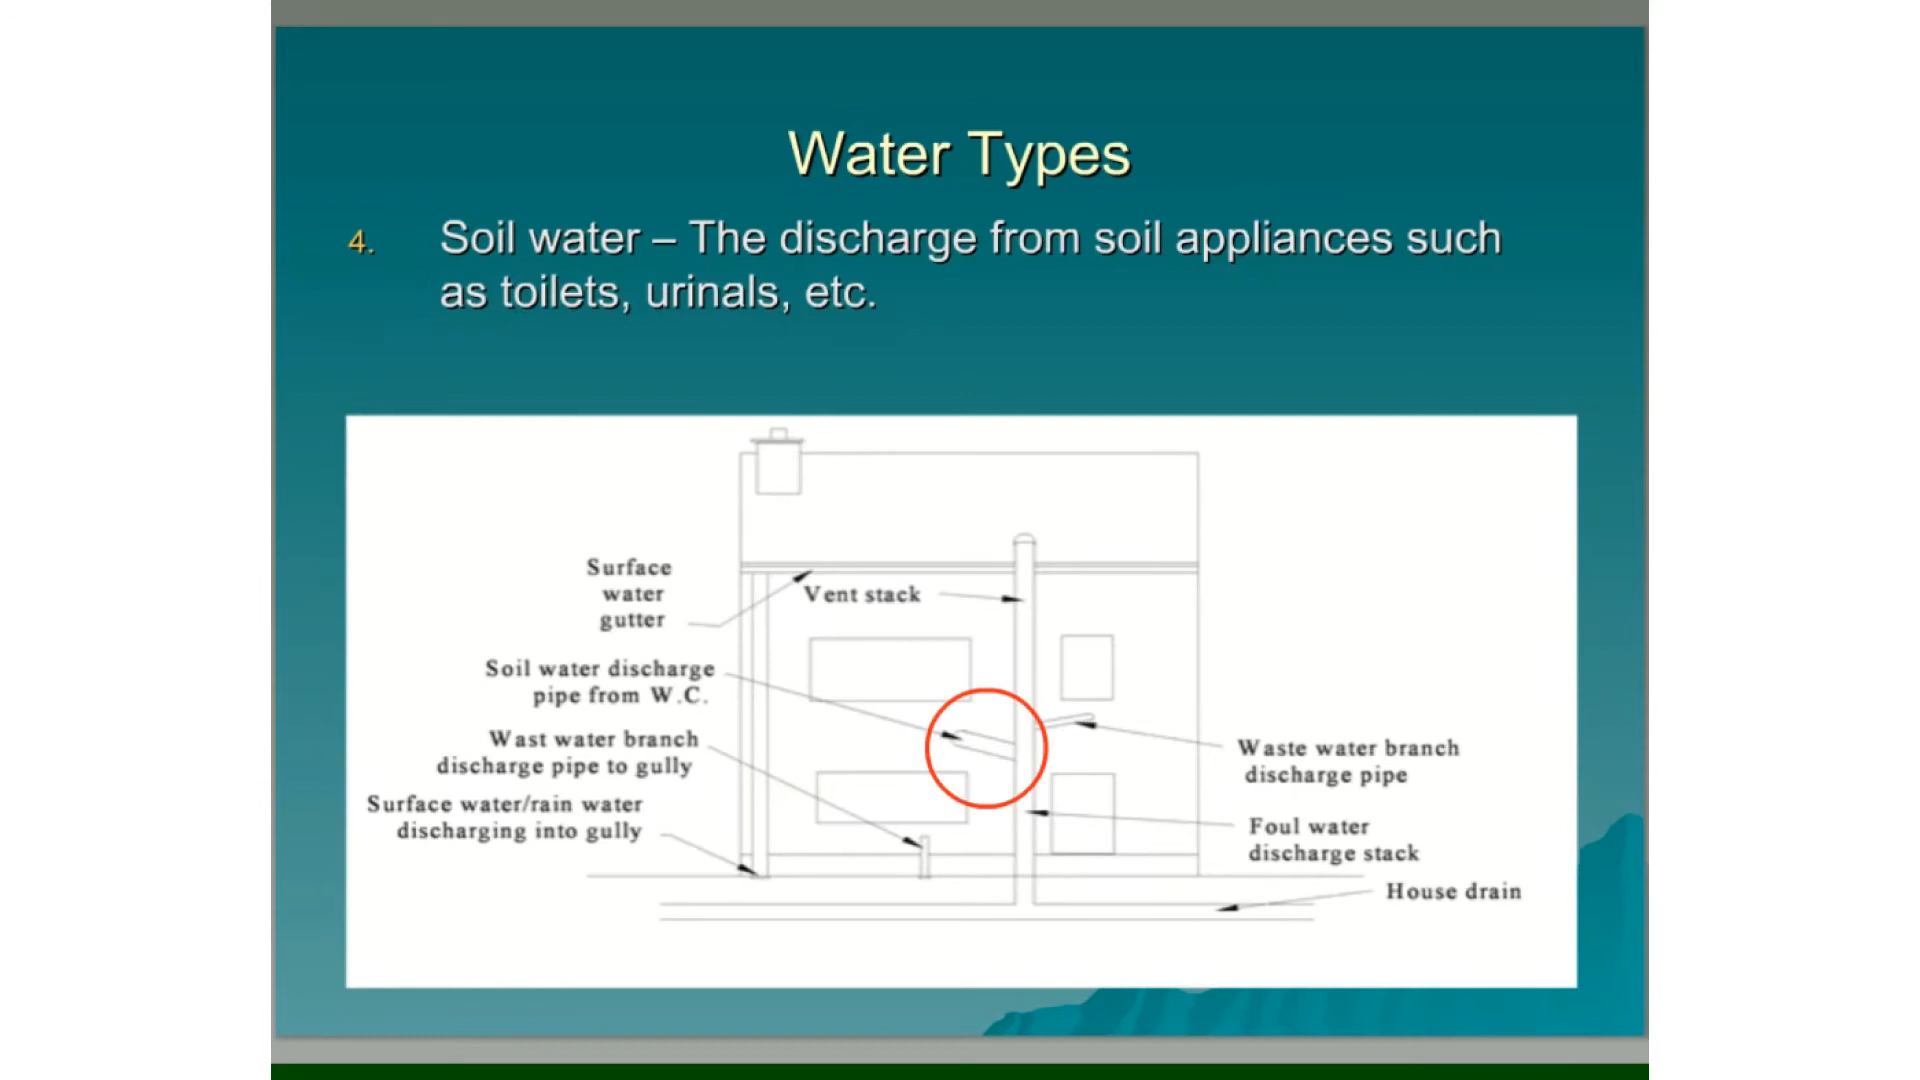 Water Types
4. Soil water – The discharge from soil appliances such
as toilets, urinals, etc.
Surface
water
gutter
Vent stack
Soil water discharge
pipe from W.C.
Wast water branch
discharge pipe to gully
Surface water/rain water
discharging into gully
Waste water branch
discharge pipe
Foul water
discharge stack
House drain